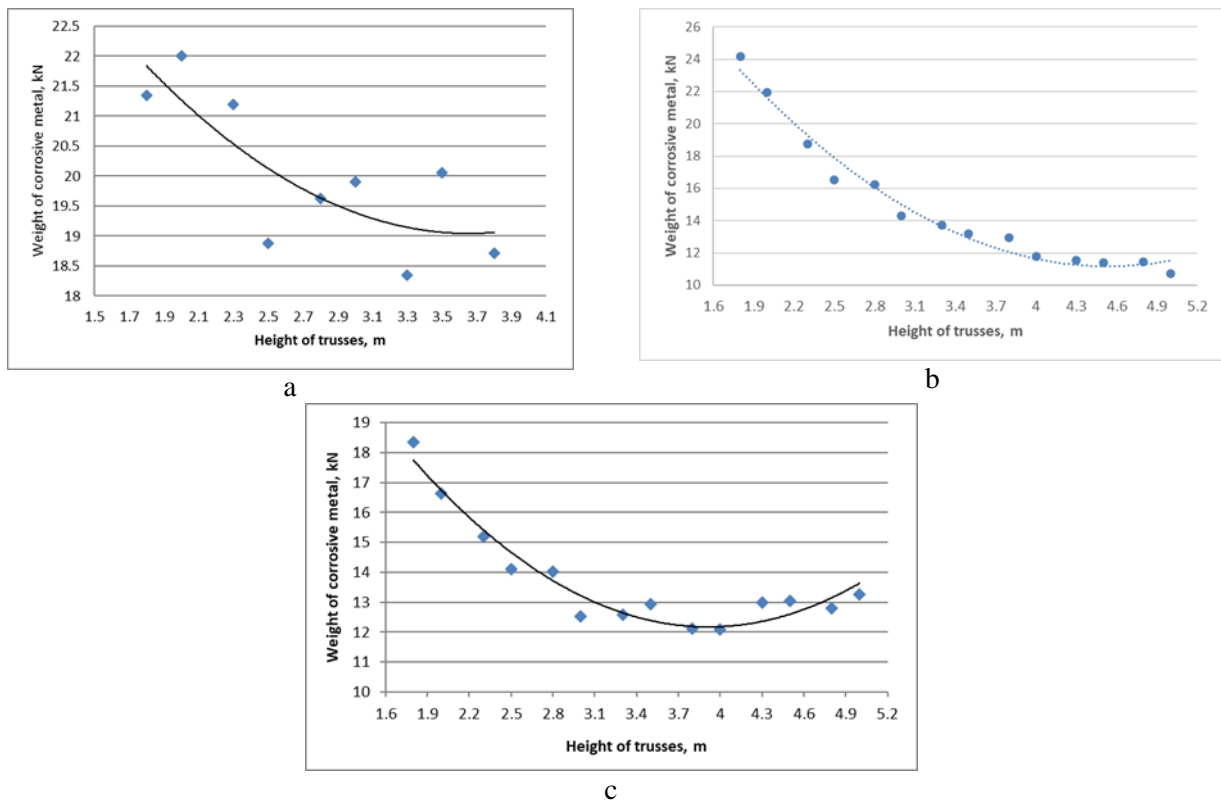 22.5
22
21.5
21
20.5
20
19.5
19
18.5
18
Weight of corrosive metal, kN
1.5 1.7 1.9 2.1 2.3 2.5 2.7 2.9 3.1 3.3 3.5 3.7 3.9 4.1
Height of trusses, m
a
26
24
22
20
18
16
14
12
10
Weight of corrosive metal, kN
1.6 1.9 2.2 2.5 2.8 3.1 3.4 3.7 4 4.3 4.6 4.9 5.2
Height of trusses, m
b
19
18
17
16
15
14
13
12
11
10
Weight of corrosive metal, kN
1.6 1.9 2.2 2.5 2.8 3.1 3.4 3.7 4 4.3 4.6 4.9 5.2
Height of trusses, m
c